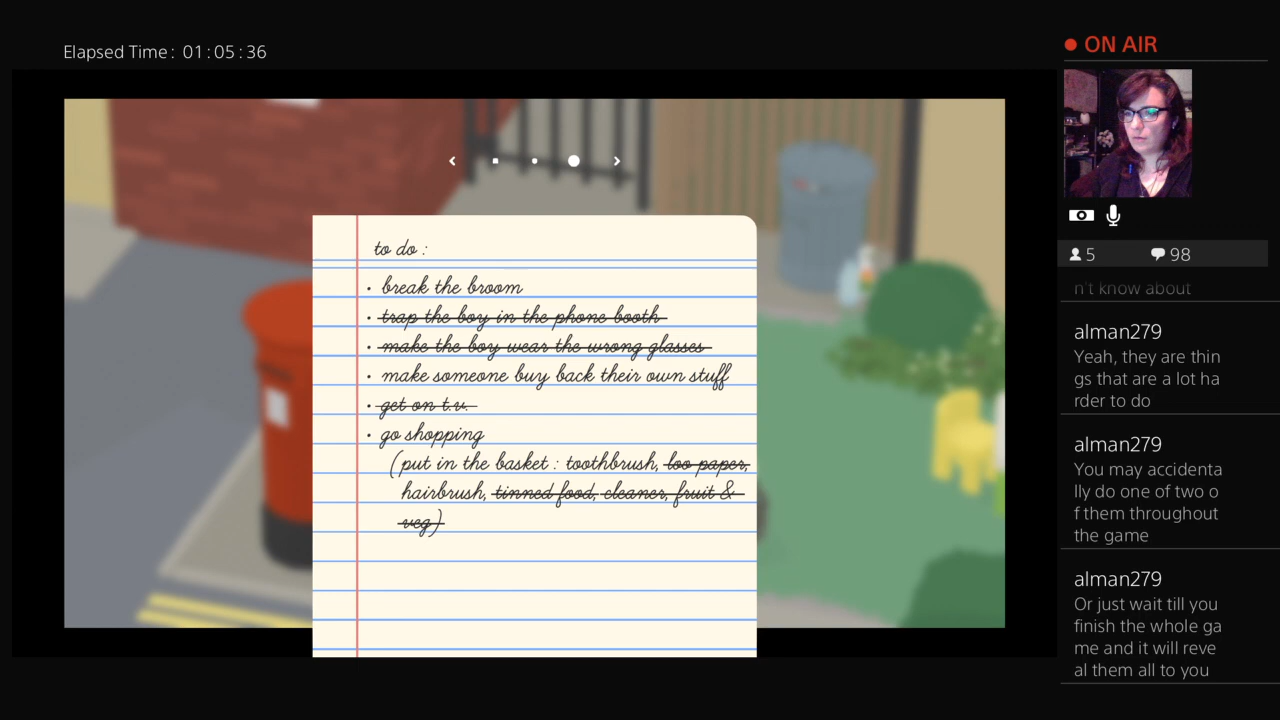 Elapsed Time: 01:05:36
ON AIR
5 98
to do :
• break the broom
• trap the boy in the phone booth
• make the boy wear the wrong glasses
• make someone buy back their own stuff
• get on t.v.
• go shopping
(put in the basket : toothbrush, loo paper,
hairbrush, tinned food, cleaner, fruit &
veg)
n't know about
alman279
Yeah, they are thin
gs that are a lot ha
rder to do
alman279
You may accidenta
lly do one of two o
f them throughout
the game
alman279
Or just wait till you
finish the whole ga
me and it will reve
al them all to you